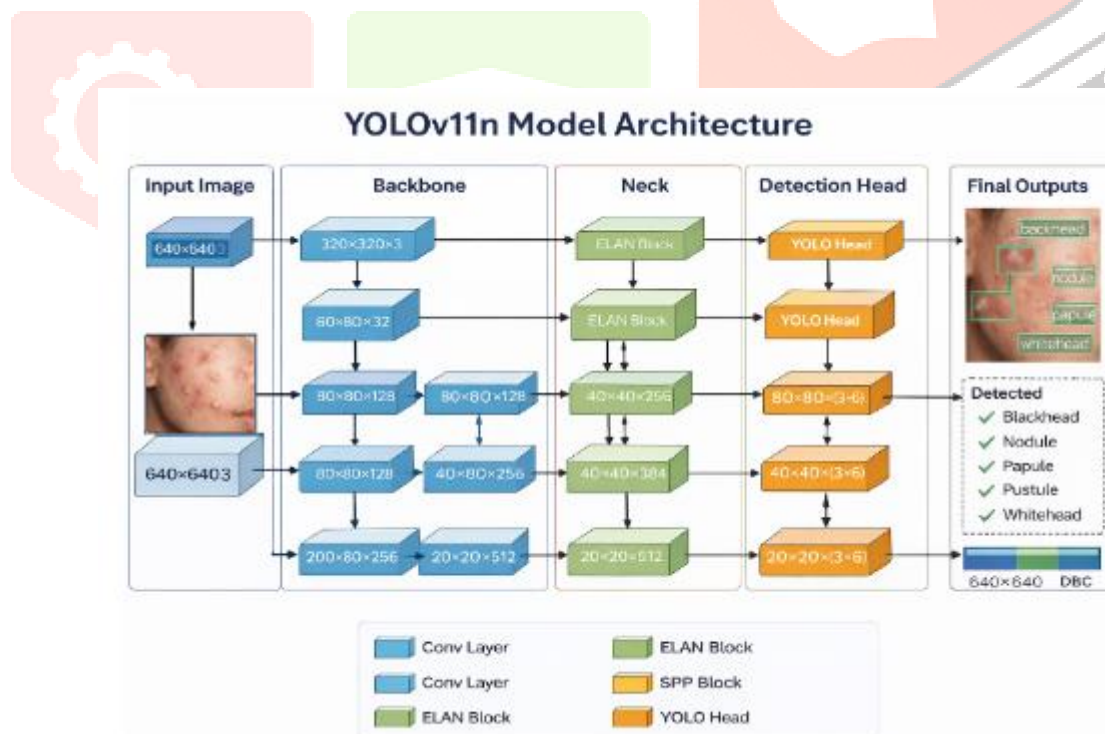 YOLOv11n Model Architecture
Input Image
Backbone
Neck
Detection Head
Final Outputs
640×640
320×320×3
ELAN Block
YOLO Head
backhead
nodule
papule
whitehead
80×32
ELAN Block
YOLO Head
80×80×128
80×80×128
40×40×256
80×80×(3×6)
640×6403
80×80×128
40×80×256
40×40×384
40×40×(3×6)
200×80×256
20×20×512
20×20×512
20×20×(3×6)
Detected
✓ Blackhead
✓ Nodule
✓ Papule
✓ Pustule
✓ Whitehead
640×640 DBC
Conv Layer
ELAN Block
Conv Layer
SPP Block
ELAN Block
YOLO Head